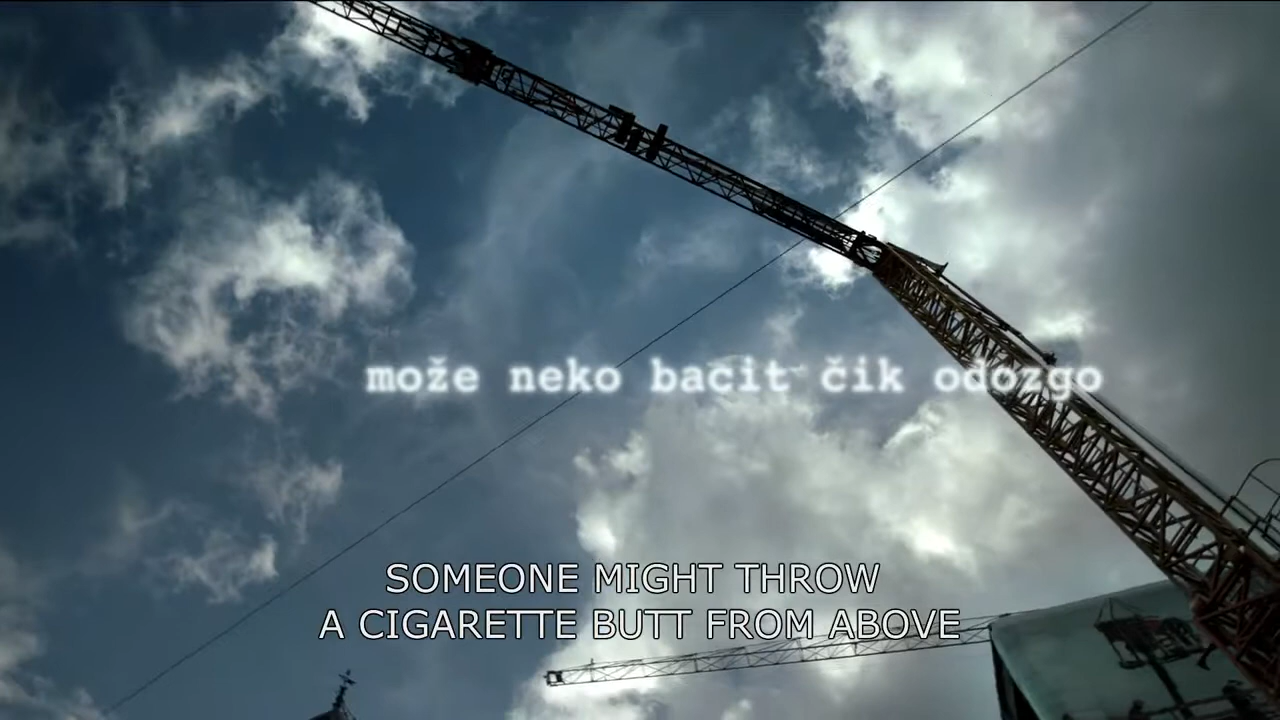 može neko bacit čik odozgo
SOMEONE MIGHT THROW
A CIGARETTE BUTT FROM ABOVE